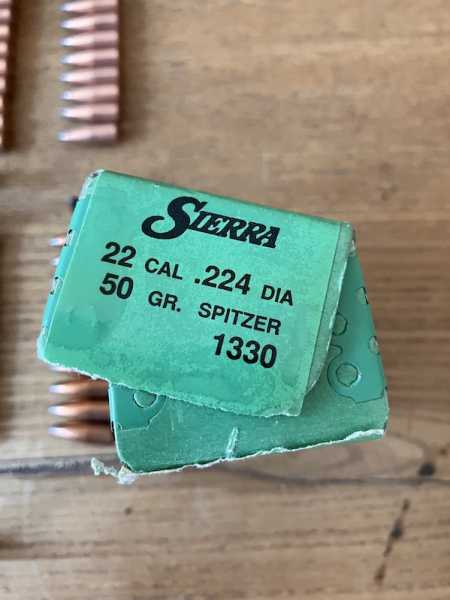 SIERRA
22 CAL .224 DIA
50 GR. SPITZER
1330